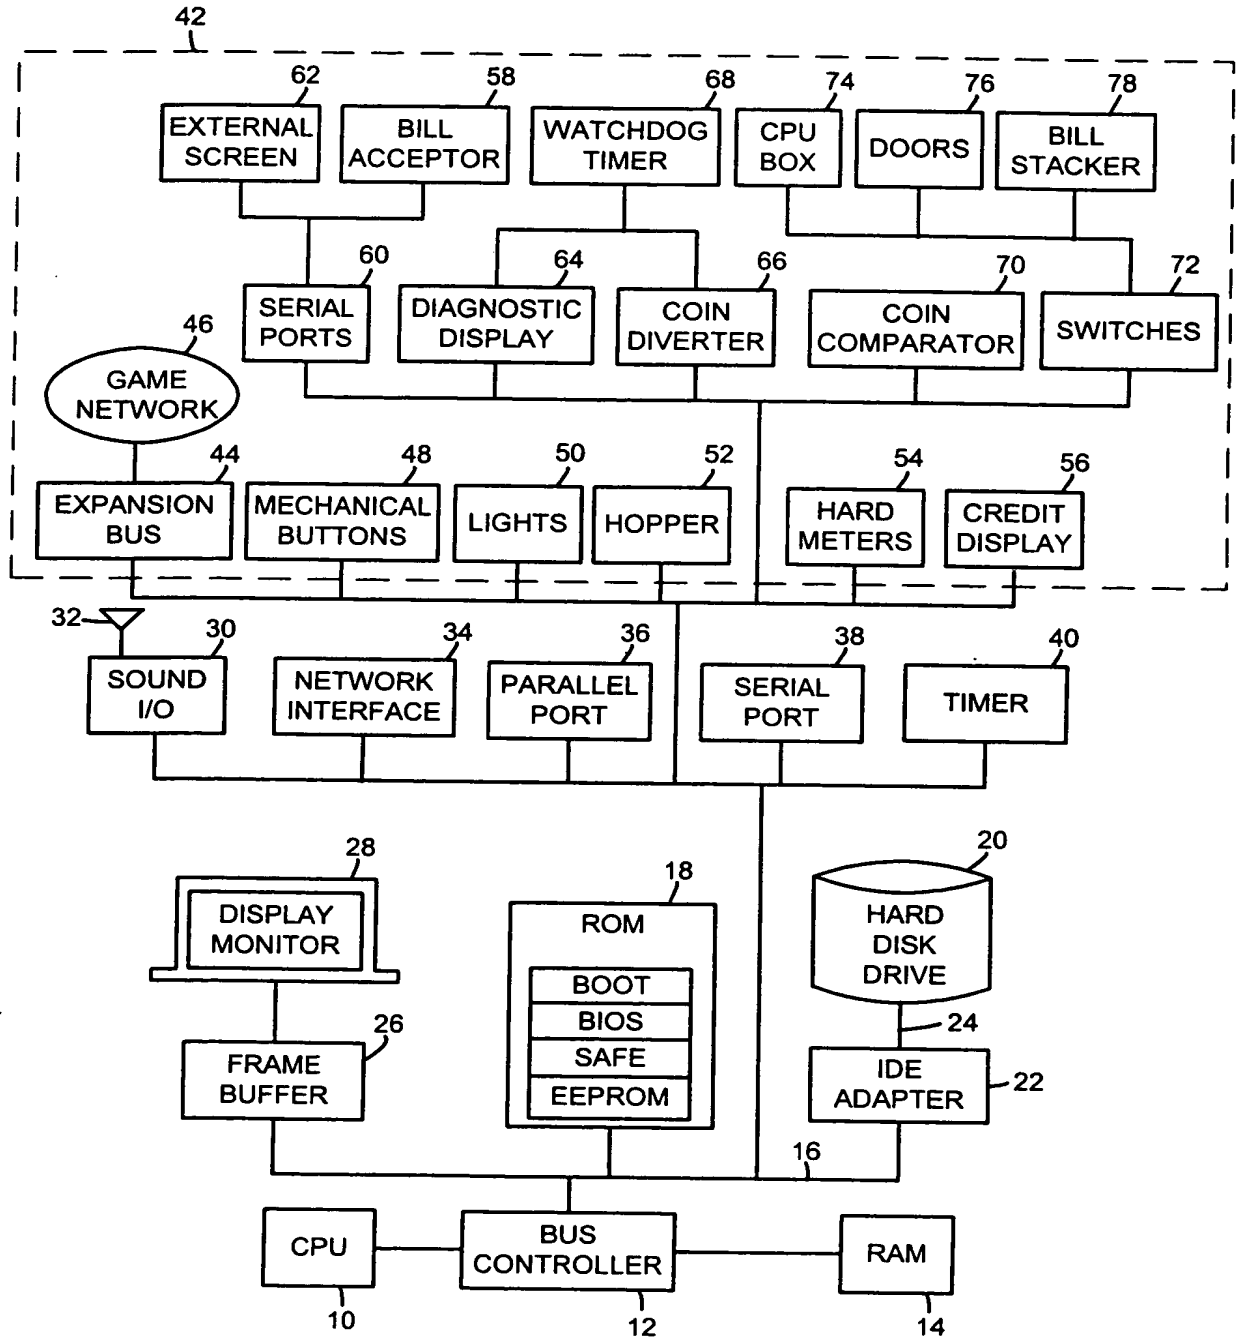 42
62
58
68
74
76
78
EXTERNAL
SCREEN
BILL
ACCEPTOR
WATCHDOG
TIMER
CPU
BOX
DOORS
BILL
STACKER
60
64
66
70
72
SERIAL
PORTS
DIAGNOSTIC
DISPLAY
COIN
DIVERTER
COIN
COMPARATOR
SWITCHES
46
GAME
NETWORK
44
48
50
52
54
56
EXPANSION
BUS
MECHANICAL
BUTTONS
LIGHTS
HOPPER
HARD
METERS
CREDIT
DISPLAY
32
30
34
36
38
40
SOUND
I/O
NETWORK
INTERFACE
PARALLEL
PORT
SERIAL
PORT
TIMER
28
18
20
DISPLAY
MONITOR
ROM
BOOT
BIOS
SAFE
EEPROM
HARD
DISK
DRIVE
24
26
FRAME
BUFFER
IDE
ADAPTER
22
16
CPU
BUS
CONTROLLER
RAM
10
12
14